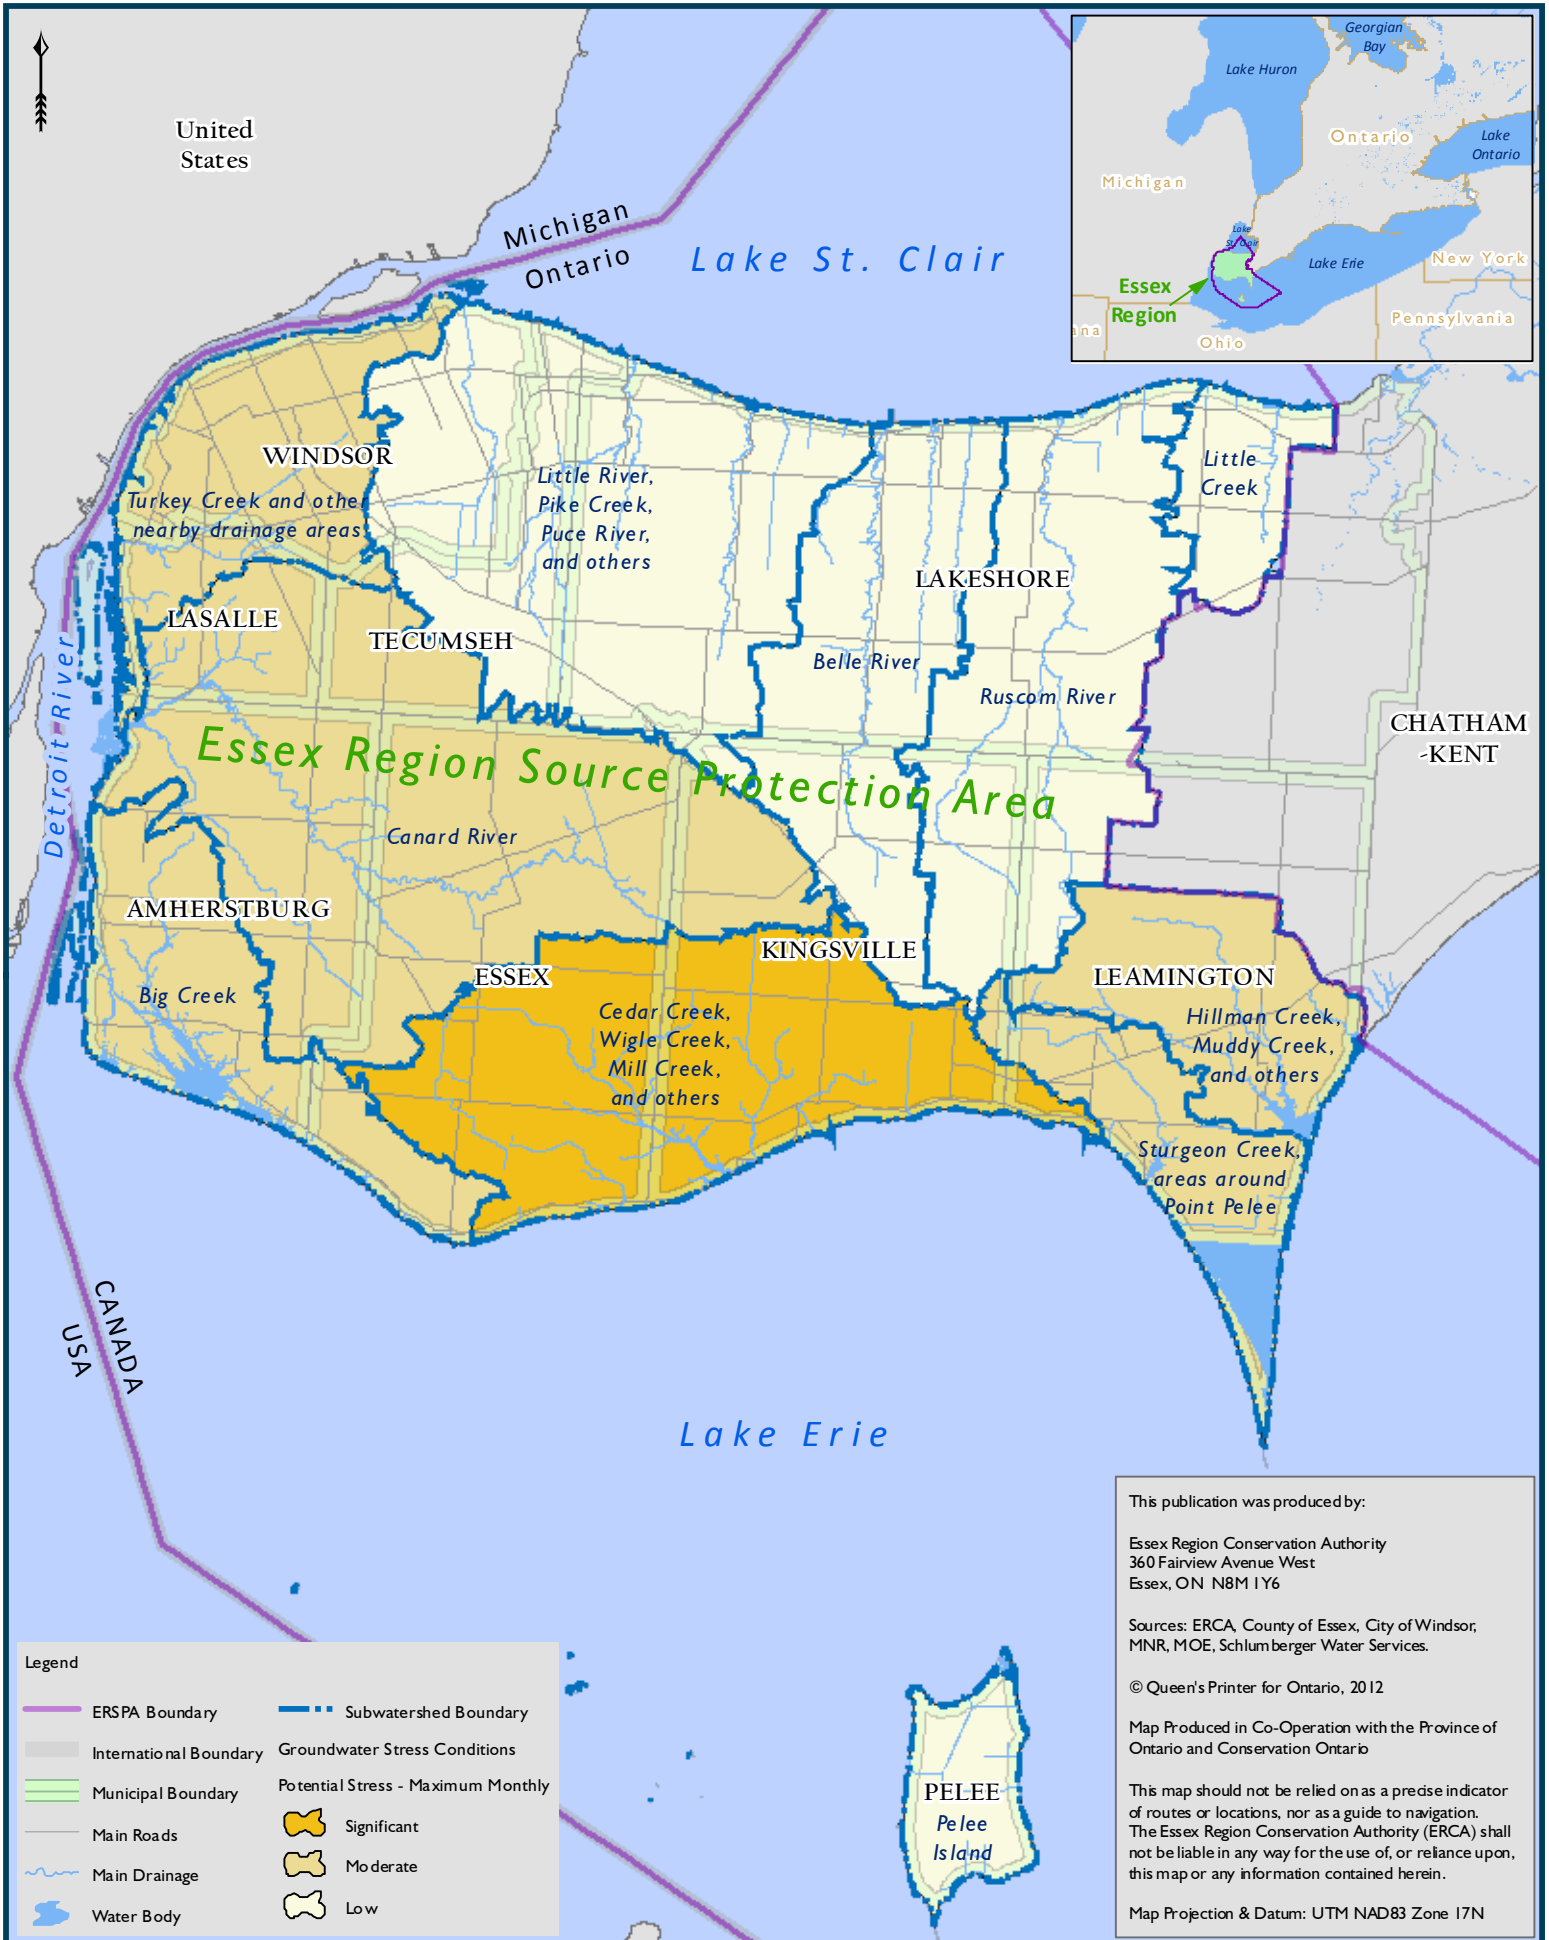 United
States
Michigan
Ontario
Lake St. Clair
Georgian
Bay
Lake Huron
Ontario
Lake
Ontario
Michigan
Lake
St. Clair
Lake Erie
New York
Essex
Region
Pennsylvania
ana
Ohio
WINDSOR
Turkey Creek and other
nearby drainage areas
Little River,
Pike Creek,
Puce River,
and others
Little
Creek
LAKESHORE
LASALLE
TECUMSEH
Belle River
Ruscom River
Detroit River
CHATHAM
-KENT
Essex Region Source Protection Area
Canard River
AMHERSTBURG
KINGSVILLE
ESSEX
LEAMINGTON
Big Creek
Cedar Creek,
Wigle Creek,
Mill Creek,
and others
Hillman Creek,
Muddy Creek,
and others
Sturgeon Creek,
areas around
Point Pelee
CANADA
USA
Lake Erie
PELEE
Pelee
Island
Legend
ERSPA Boundary
International Boundary
Municipal Boundary
Main Roads
Main Drainage
Water Body
Subwatershed Boundary
Groundwater Stress Conditions
Potential Stress - Maximum Monthly
Significant
Moderate
Low
This publication was produced by:
Essex Region Conservation Authority
360 Fairview Avenue West
Essex, ON N8M 1Y6
Sources: ERCA, County of Essex, City of Windsor,
MNR, MOE, Schlumberger Water Services.
© Queen's Printer for Ontario, 2012
Map Produced in Co-Operation with the Province of
Ontario and Conservation Ontario
This map should not be relied on as a precise indicator
of routes or locations, nor as a guide to navigation.
The Essex Region Conservation Authority (ERCA) shall
not be liable in any way for the use of, or reliance upon,
this map or any information contained herein.
Map Projection & Datum: UTM NAD83 Zone 17N